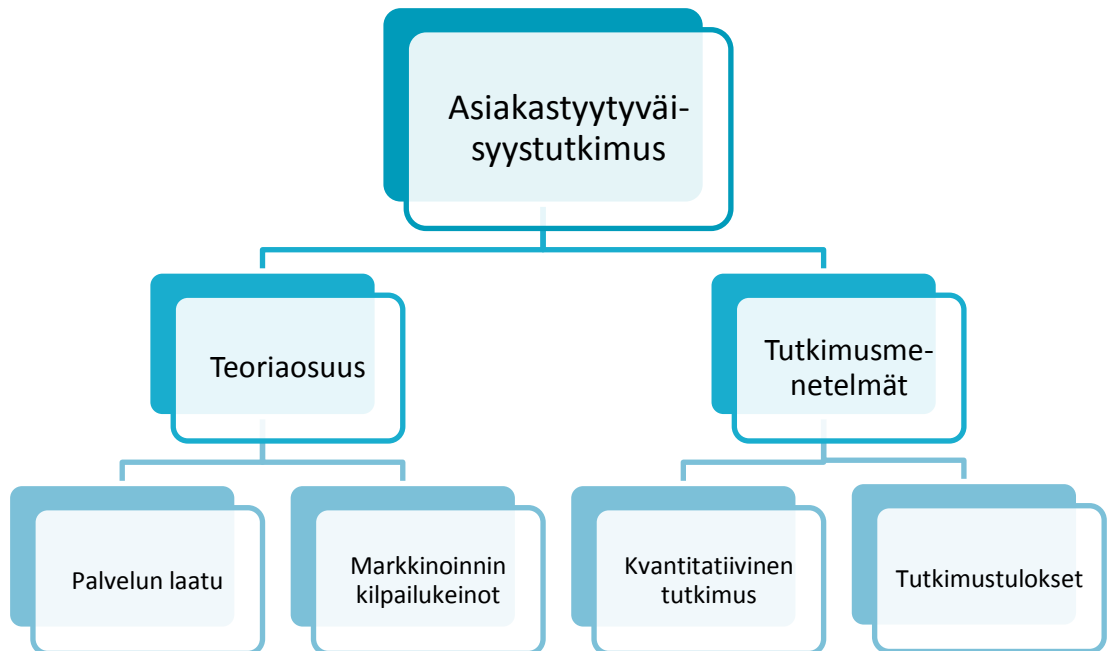 Asiakastyytyväi-
syystutkimus
Teoriaosuus
Tutkimusme-
netelmät
Palvelun laatu
Markkinoinnin
kilpailukeinot
Kvantitatiivinen
tutkimus
Tutkimustulokset